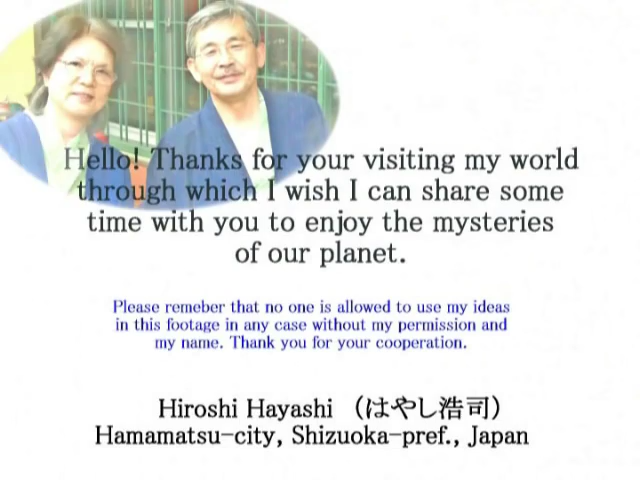 Hello! Thanks for your visiting my world
through which I wish I can share some
time with you to enjoy the mysteries
of our planet.
Please remeber that no one is allowed to use my ideas
in this footage in any case without my permission and
my name. Thank you for your cooperation.
Hiroshi Hayashi （はやし浩司）
Hamamatsu-city, Shizuoka-pref., Japan